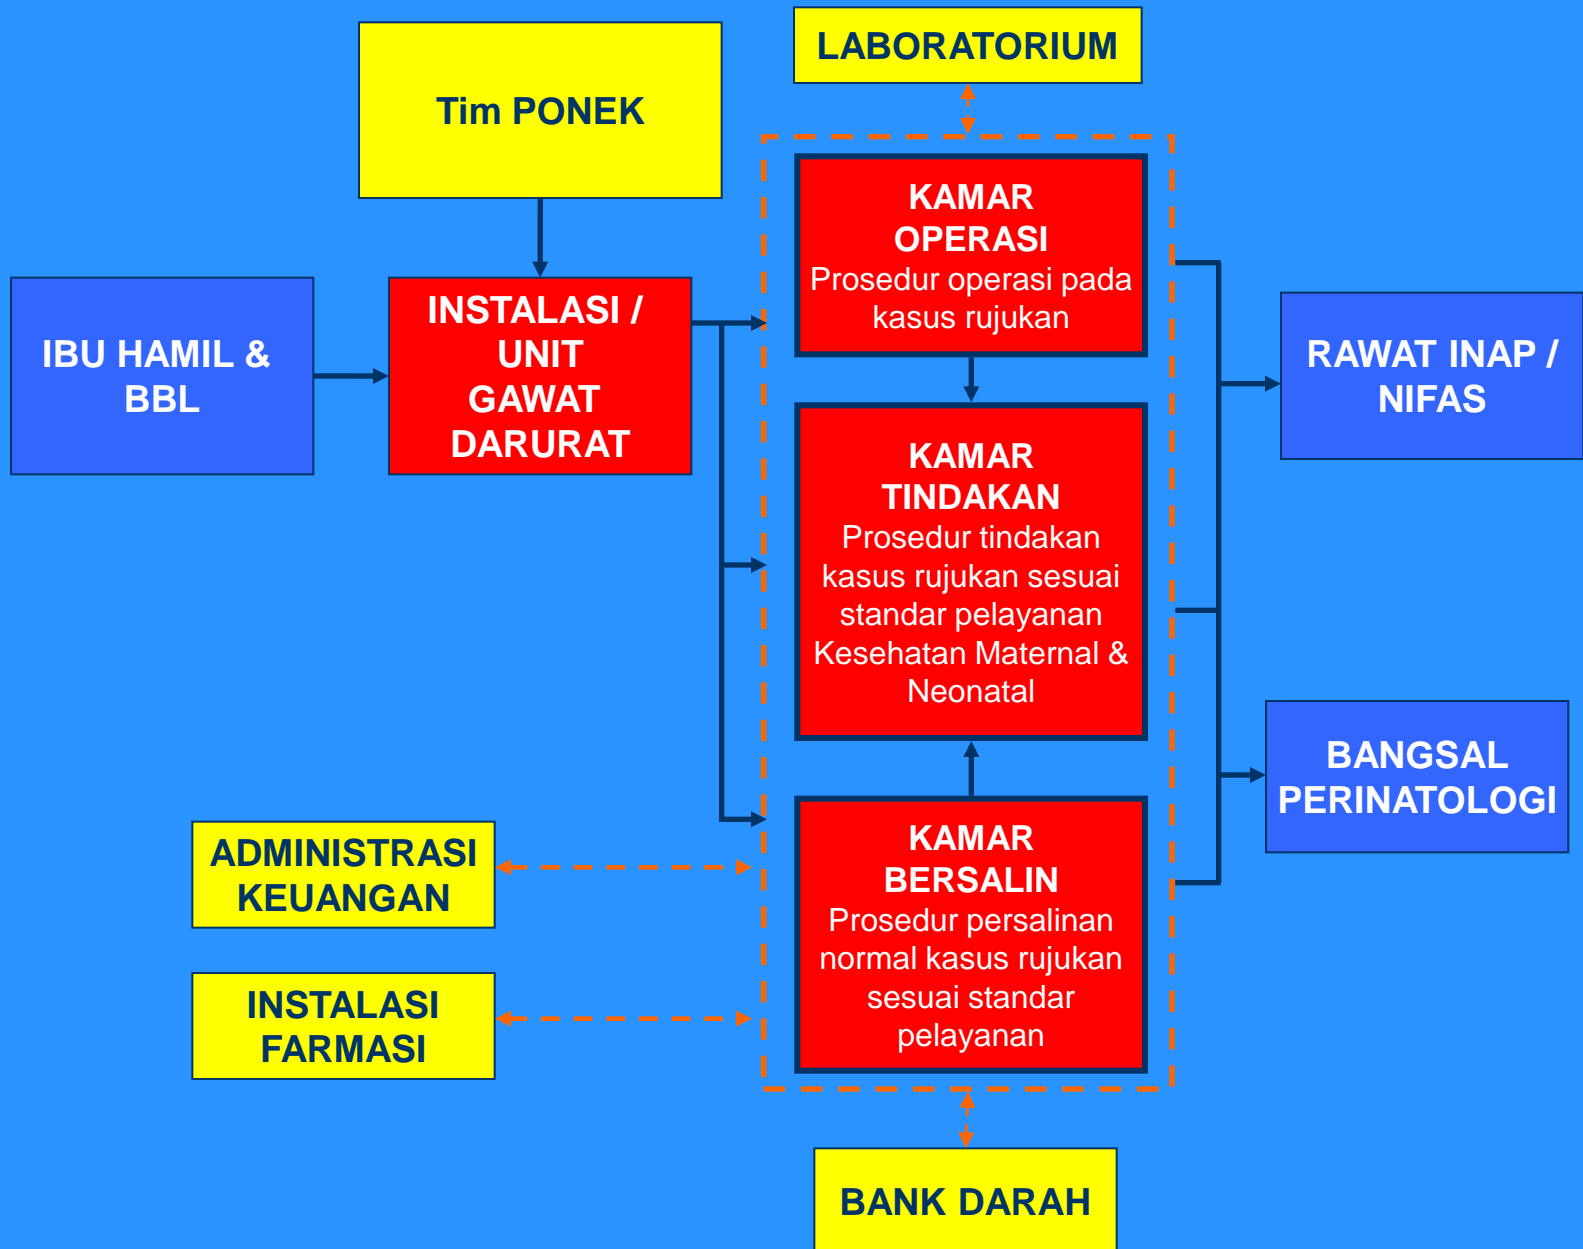 LABORATORIUM
Tim PONEK
KAMAR
OPERASI
Prosedur operasi pada
kasus rujukan
IBU HAMIL &
BBL
INSTALASI /
UNIT
GAWAT
DARURAT
RAWAT INAP /
NIFAS
KAMAR
TINDAKAN
Prosedur tindakan
kasus rujukan sesuai
standar pelayanan
Kesehatan Maternal &
Neonatal
BANGSAL
PERINATOLOGI
ADMINISTRASI
KEUANGAN
KAMAR
BERSALIN
Prosedur persalinan
normal kasus rujukan
sesuai standar
pelayanan
INSTALASI
FARMASI
BANK DARAH